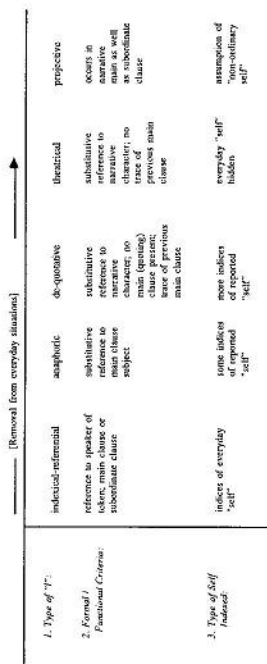 [Removal from everyday situations]
1. Type of "I":
indexical-referential
anaphoric
de-quotative
theatrical
projective
2. Formal /
Functional Criteria:
reference to speaker of
token; main clause or
subordinate clause
substitutive
reference to
main clause
subject
substitutive
reference to
narrative
character; no
main (quoting)
clause present;
trace of previous
main clause
substitutive
reference to
narrative
character; no
trace of
previous main
clause
occurs in
narrative
main as well
as subordinate
clause
3. Type of Self
Indexed:
indices of everyday
"self"
some indices
of reported
"self"
more indices
of reported
"self"
everyday "self"
hidden
assumption of
"non-ordinary
self"